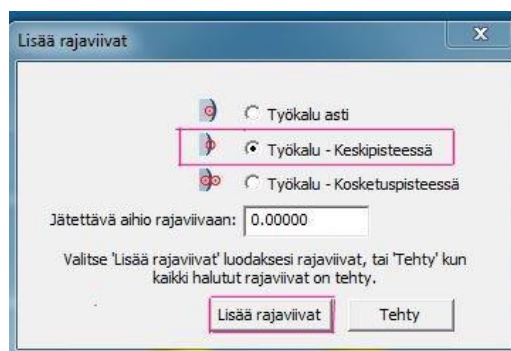 Lisää rajaviivat
X
Työkalu asti
Työkalu - Keskipisteessä
Työkalu - Kosketuspisteessä
Jätettävä aihio rajaviivaan: 0.00000
Valitse 'Lisää rajaviivat' luodaksesi rajaviivat, tai 'Tehty' kun
kaikki halutut rajaviivat on tehty.
Lisää rajaviivat Tehty